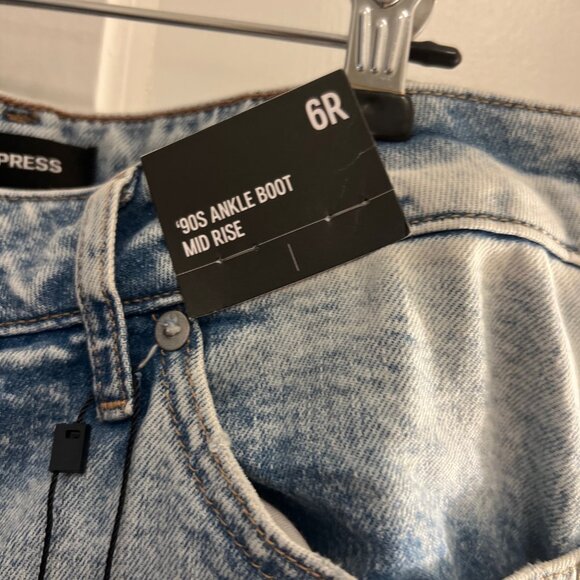 PRESS
6R
'90S ANKLE BOOT
MID RISE